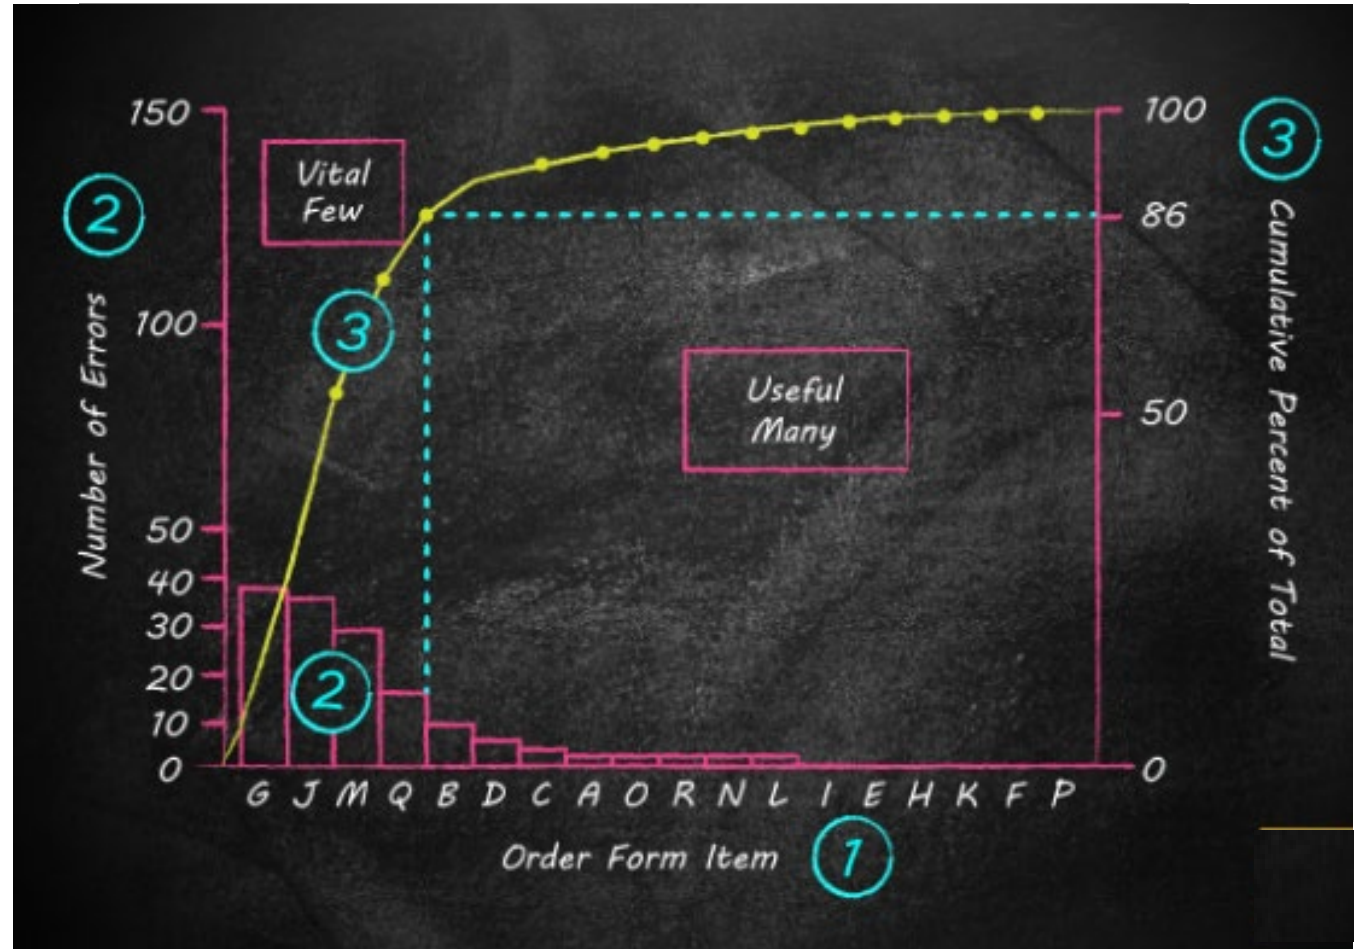 150
100
50
40
30
20
10
0
2
Number of Errors
Vital
Few
3
2
Useful
Many
100
86
50
0
3
Cumulative Percent of Total
G J M Q B D C A O R N L I E H K F P
Order Form Item
1